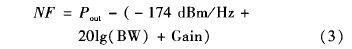 NF = P_out − ( − 174 dBm/Hz +
20lg(BW) + Gain) (3)